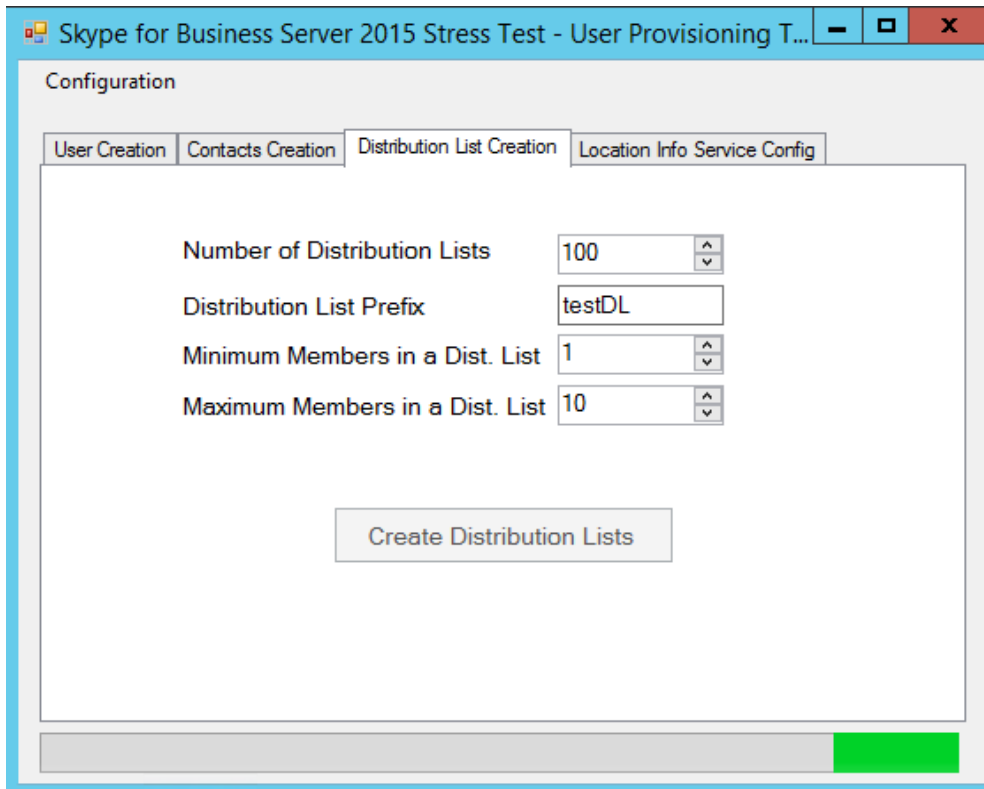 Skype for Business Server 2015 Stress Test - User Provisioning T...
Configuration
User Creation
Contacts Creation
Distribution List Creation
Location Info Service Config
Number of Distribution Lists 100
Distribution List Prefix testDL
Minimum Members in a Dist. List 1
Maximum Members in a Dist. List 10
Create Distribution Lists